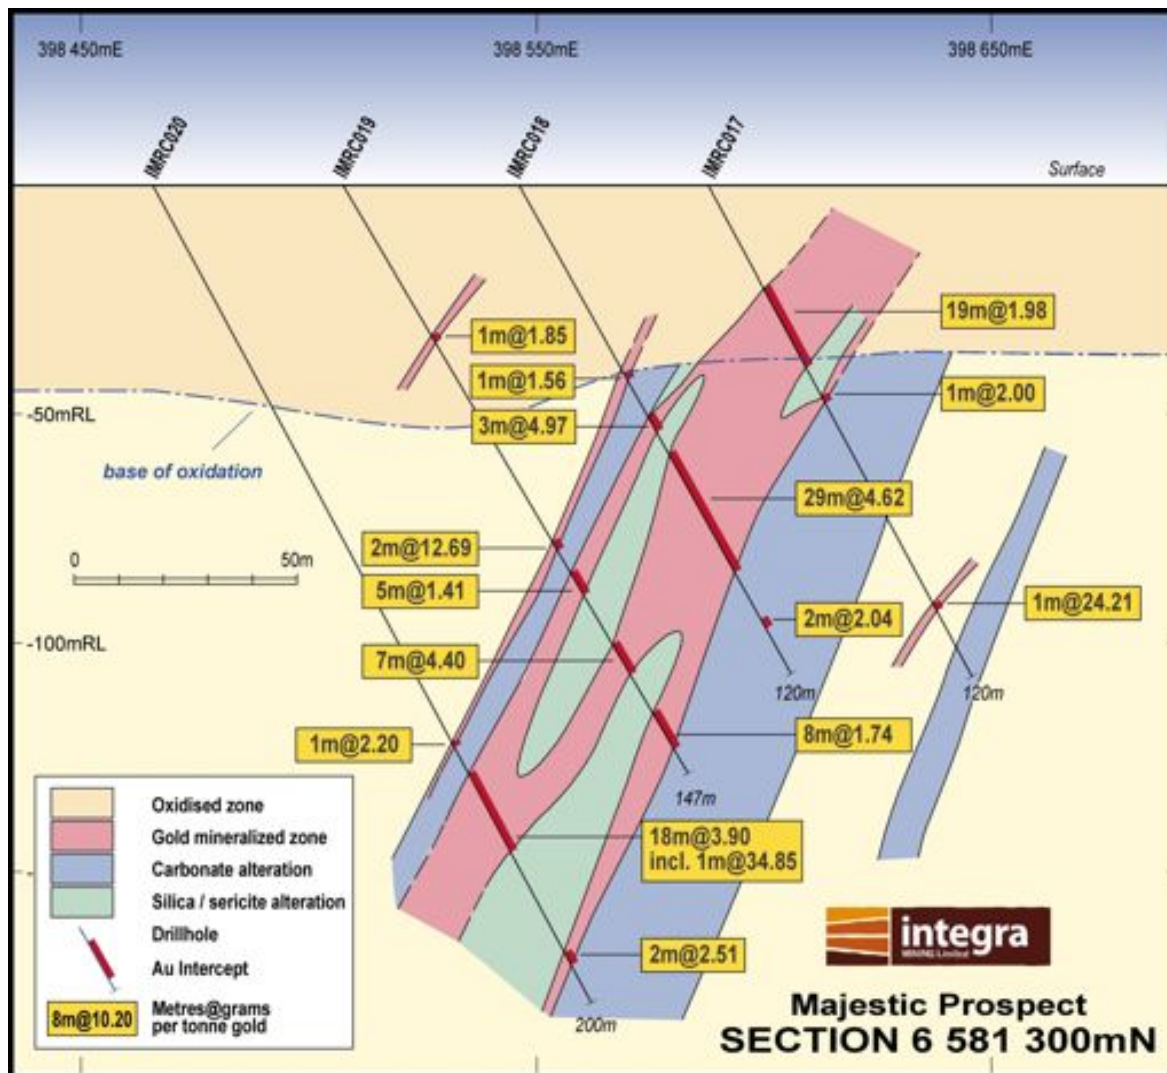 398 450mE
398 550mE
398 650mE
IMRC020
IMRC019
IMRC018
IMRC017
Surface
19m@1.98
1m@1.85
1m@1.56
1m@2.00
-50mRL
3m@4.97
base of oxidation
29m@4.62
2m@12.69
0
50m
5m@1.41
1m@24.21
2m@2.04
-100mRL
7m@4.40
120m
120m
1m@2.20
8m@1.74
147m
Oxidised zone
Gold mineralized zone
Carbonate alteration
Silica / sericite alteration
Drillhole
Au Intercept
8m@10.20
Metres@grams
per tonne gold
18m@3.90
incl. 1m@34.85
2m@2.51
200m
integra
MINING Limited
Majestic Prospect
SECTION 6 581 300mN